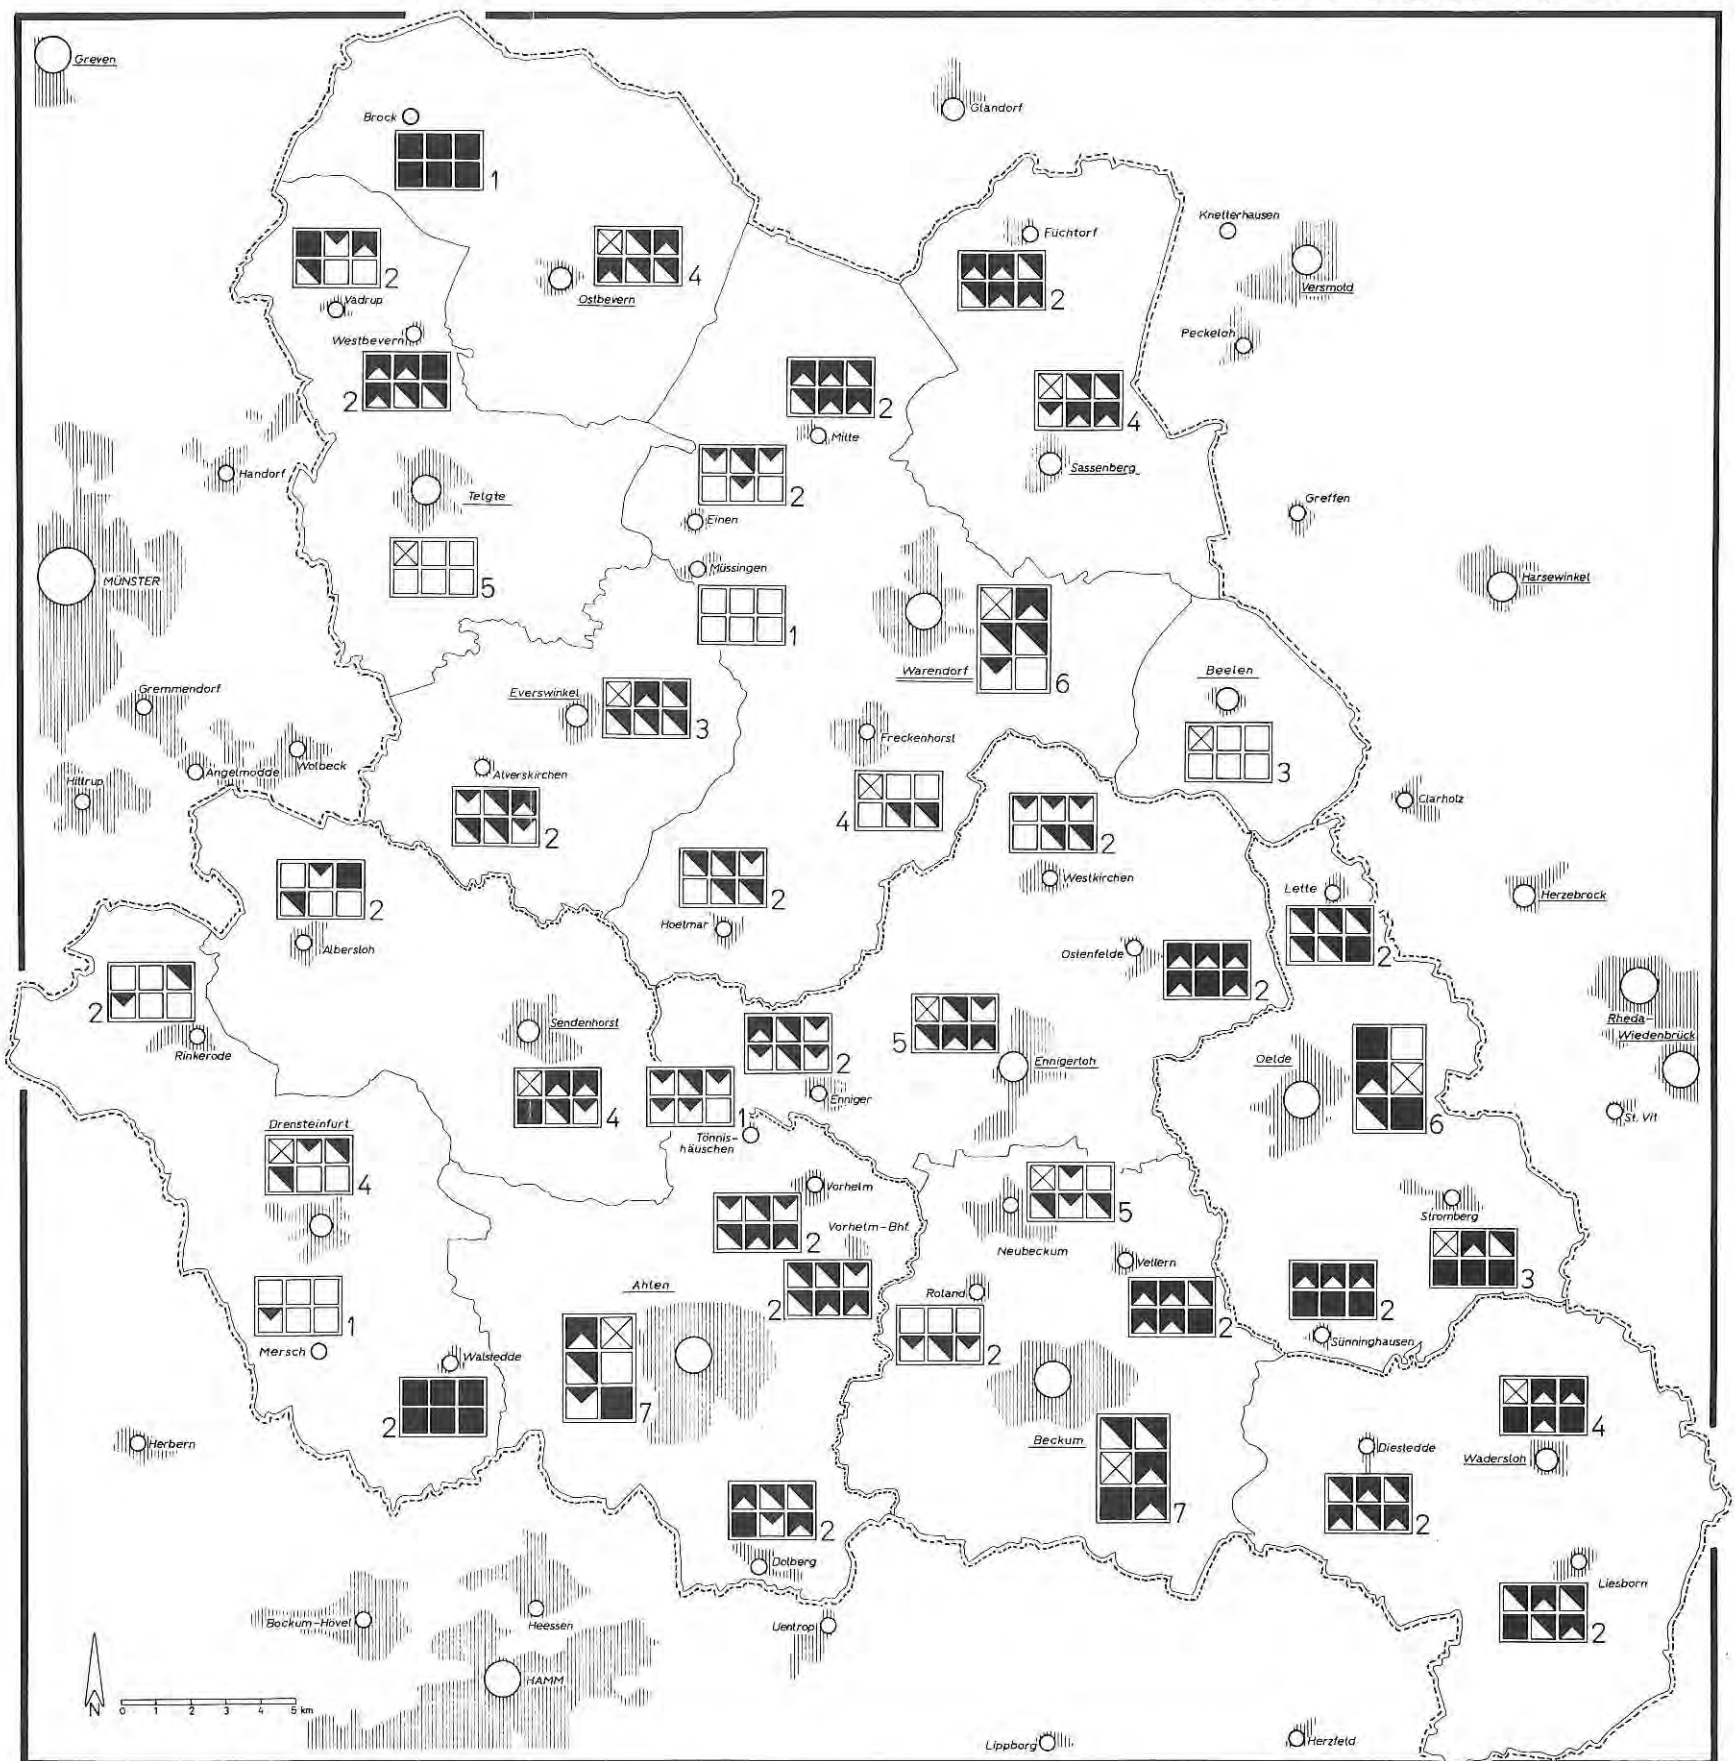 Greven
Glandorf
Brock
1
Knetterhausen
Füchtorf
2
Versmold
Vadrup
2
Ostbevern
4
Westbevern
2
Peckeloh
Mitte
2
4
Sassenberg
Handorf
Telgte
5
Einen
2
Greffen
MÜNSTER
Müssingen
1
Harsewinkel
Warendorf
6
Beelen
3
Gremmendorf
Everswinkel
3
Freckenhorst
4
Angelmodde
Wolbeck
Hiltrup
Alverskirchen
2
Clarholz
2
Westkirchen
Lette
2
Herzebrock
2
Albersloh
2
Hoetmar
Ostenfelde
2
2
Rinkerode
Sendenhorst
4
2
Enniger
5
Ennigerloh
Oelde
6
Rheda-
Wiedenbrück
St. Vit
1
Tönnis-
häuschen
Drensteinfurt
4
Vorhelm
2
Vorhelm-Bhf.
2
5
Neubeckum
Vellern
2
Stromberg
3
2
Sünninghausen
Roland
2
Ahlen
7
1
Mersch
Walstedde
2
Herbern
Beckum
7
Diestedde
2
4
Wadersloh
2
Dolberg
Liesborn
2
Bockum-Hövel
Heessen
Uentrop
HAMM
N
0 1 2 3 4 5 km
Lippborg
Herzfeld